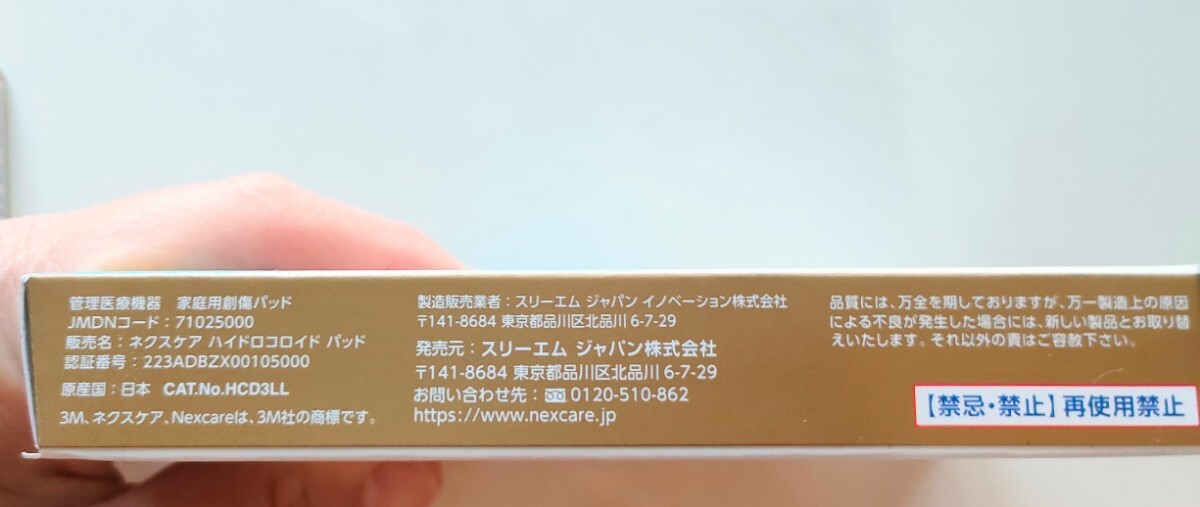 管理医療機器 家庭用創傷パッド
JMDNコード：71025000
販売名：ネクスケア ハイドロコロイド パッド
認証番号：223ADBZX00105000
原産国：日本 CAT.No.HCD3LL
3M、ネクスケア、Nexcareは、3M社の商標です。
製造販売業者：スリーエム ジャパン イノベーション株式会社
〒141-8684 東京都品川区北品川 6-7-29
発売元：スリーエム ジャパン株式会社
〒141-8684 東京都品川区北品川 6-7-29
お問い合わせ先：0120-510-862
https://www.nexcare.jp
品質には、万全を期しておりますが、万一製造上の原因
による不良が発生した場合には、新しい製品とお取り替
えいたします。それ以外の責はご容赦下さい。
【禁忌・禁止】再使用禁止